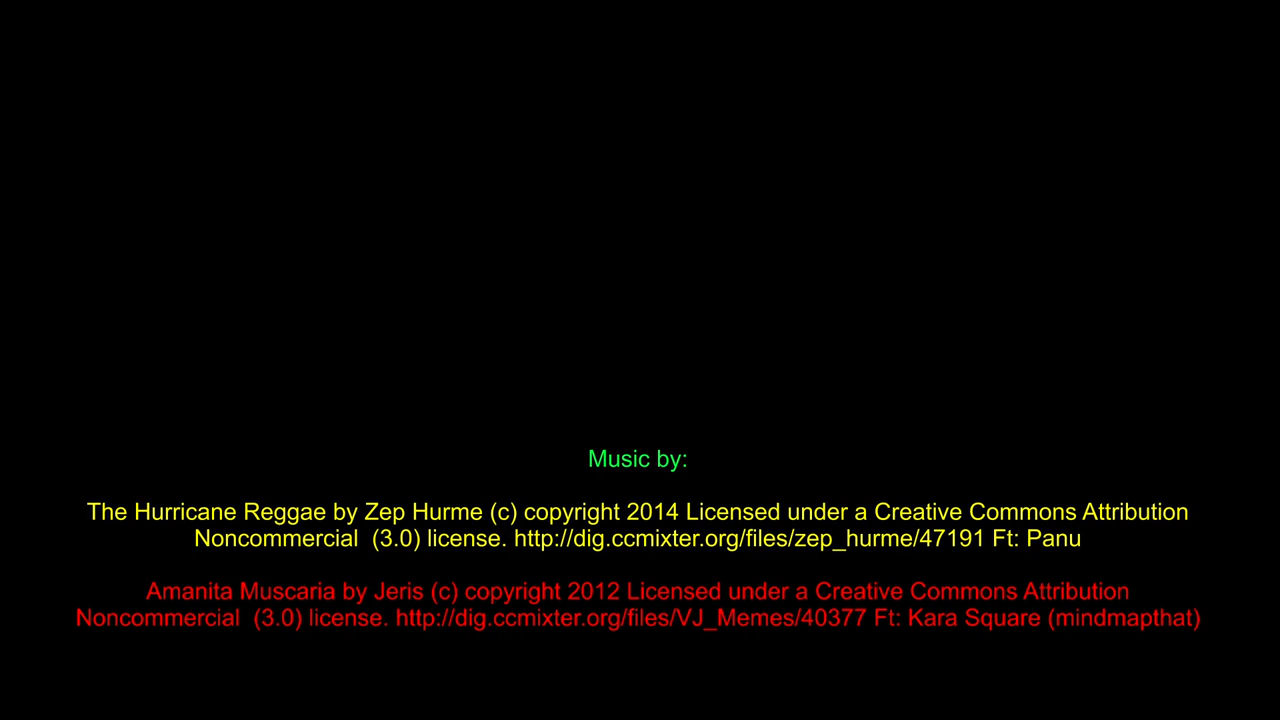 Music by:
The Hurricane Reggae by Zep Hurme (c) copyright 2014 Licensed under a Creative Commons Attribution
Noncommercial  (3.0) license. http://dig.ccmixter.org/files/zep_hurme/47191 Ft: Panu
Amanita Muscaria by Jeris (c) copyright 2012 Licensed under a Creative Commons Attribution
Noncommercial  (3.0) license. http://dig.ccmixter.org/files/VJ_Memes/40377 Ft: Kara Square (mindmapthat)